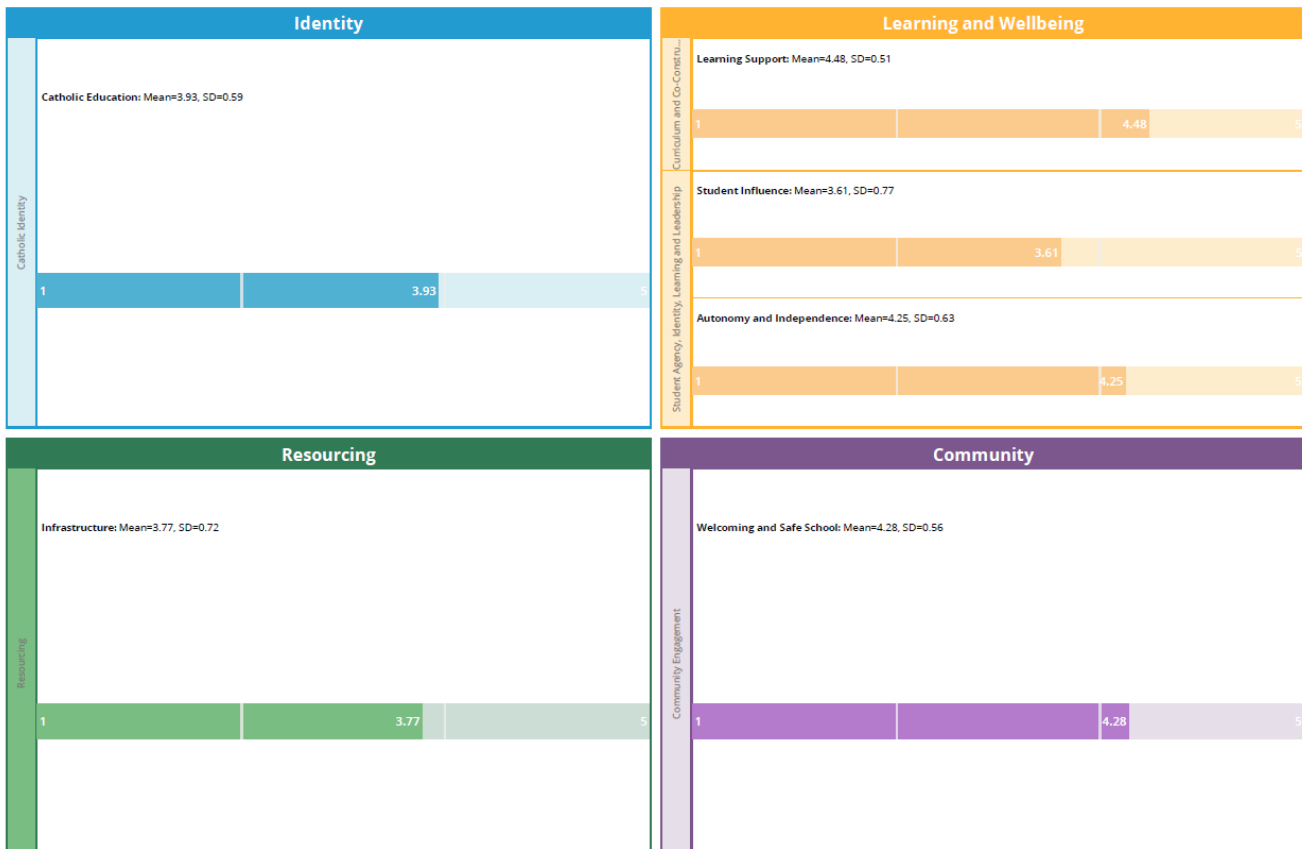 Identity
Catholic Identity
Catholic Education: Mean=3.93, SD=0.59
1 3.93 5
Learning and Wellbeing
Curriculum and Co-Constru...
Learning Support: Mean=4.48, SD=0.51
1 4.48 5
Student Agency, Identity, Learning and Leadership
Student Influence: Mean=3.61, SD=0.77
1 3.61 5
Autonomy and Independence: Mean=4.25, SD=0.63
1 4.25 5
Resourcing
Resourcing
Infrastructure: Mean=3.77, SD=0.72
1 3.77 5
Community
Community Engagement
Welcoming and Safe School: Mean=4.28, SD=0.56
1 4.28 5